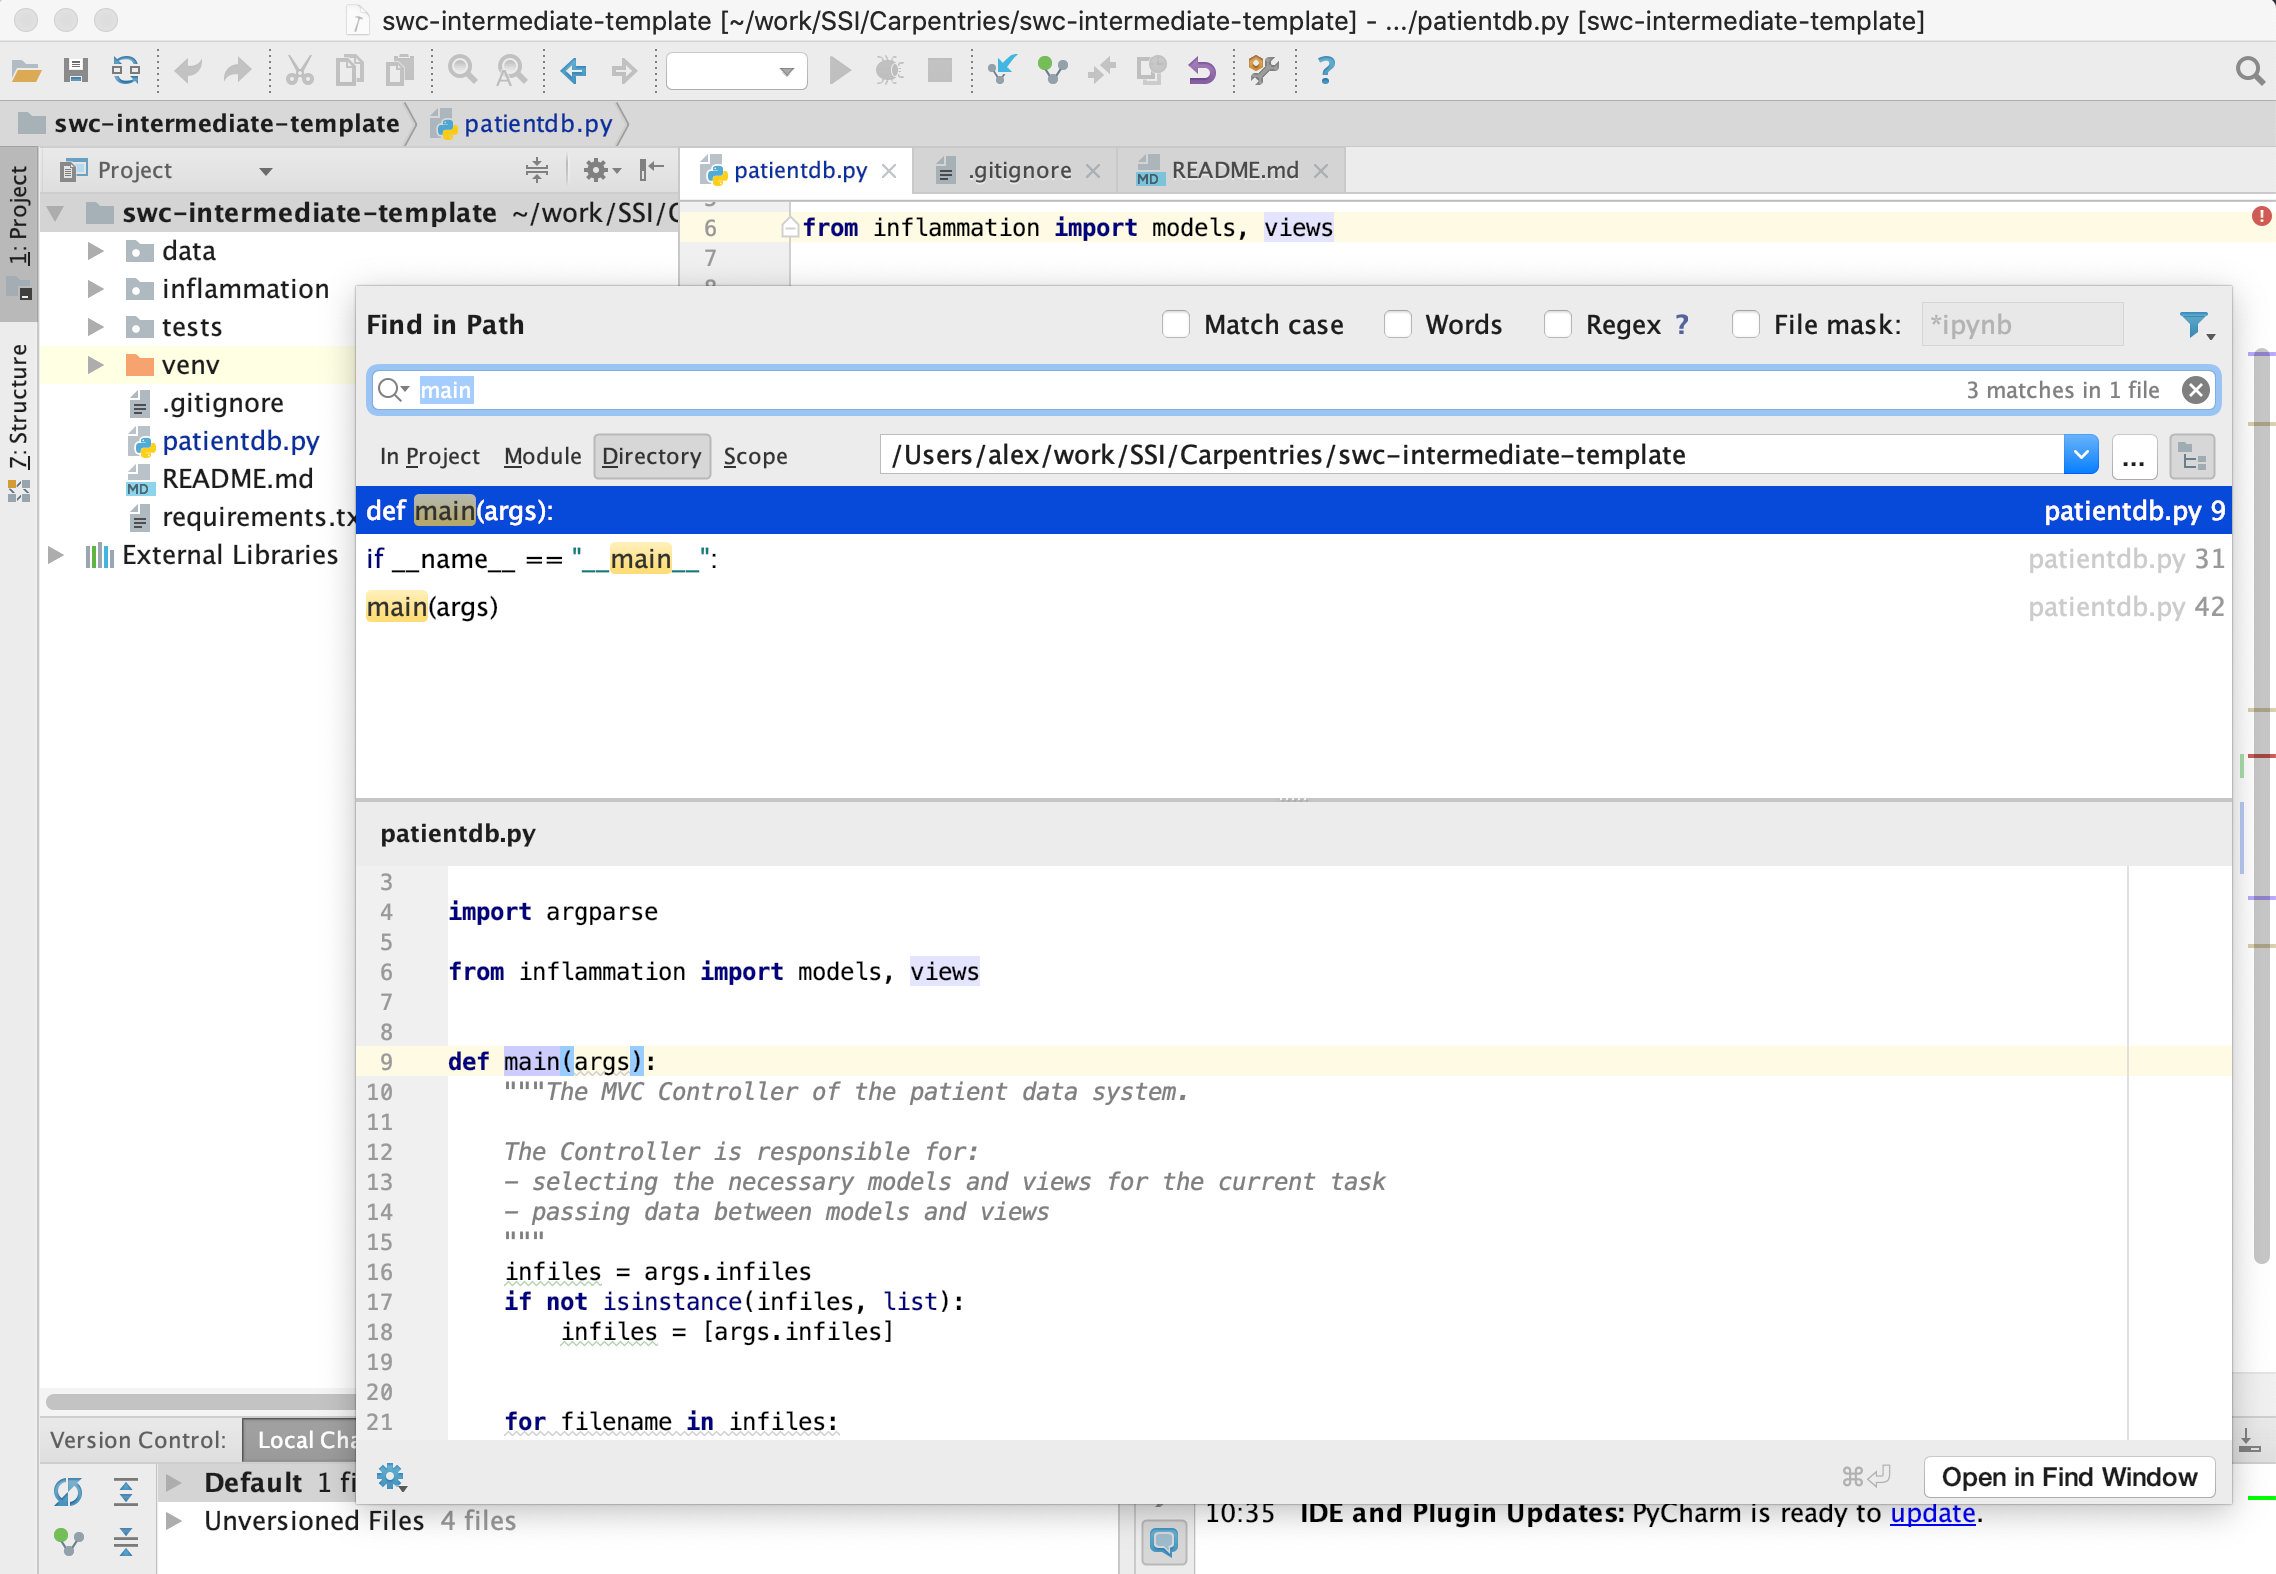 swc-intermediate-template [~/work/SSI/Carpentries/swc-intermediate-template] - .../patientdb.py [swc-intermediate-template]
swc-intermediate-template
patientdb.py
1: Project
Z: Structure
Project
swc-intermediate-template ~/work/SSI/
data
inflammation
tests
venv
.gitignore
patientdb.py
MD README.md
requirements.tx
External Libraries
patientdb.py
.gitignore
MD README.md
6 from inflammation import models, views
7
Find in Path
Match case
Words
Regex ?
File mask:
*ipynb
main
3 matches in 1 file
In Project Module Directory Scope
/Users/alex/work/SSI/Carpentries/swc-intermediate-template
...
def main(args): patientdb.py 9
if __name__ == "__main__": patientdb.py 31
main(args) patientdb.py 42
patientdb.py
3
4 import argparse
5
6 from inflammation import models, views
7
8
9 def main(args):
10 """The MVC Controller of the patient data system.
11
12 The Controller is responsible for:
13 - selecting the necessary models and views for the current task
14 - passing data between models and views
15 """
16 infiles = args.infiles
17 if not isinstance(infiles, list):
18 infiles = [args.infiles]
19
20
21 for filename in infiles:
⌘⏎ Open in Find Window
Version Control: Local Cha
Default 1 fi
Unversioned Files 4 files
10:35 IDE and Plugin Updates: PyCharm is ready to update.